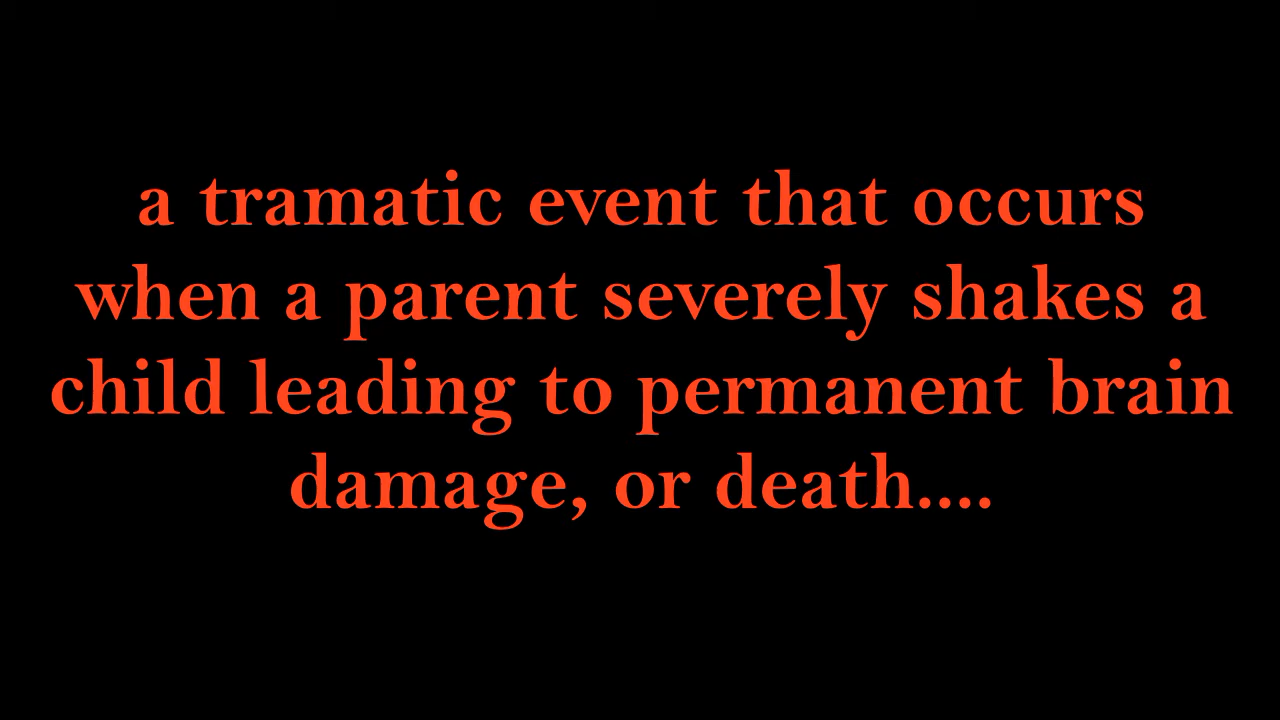 a tramatic event that occurs
when a parent severely shakes a
child leading to permanent brain
damage, or death....